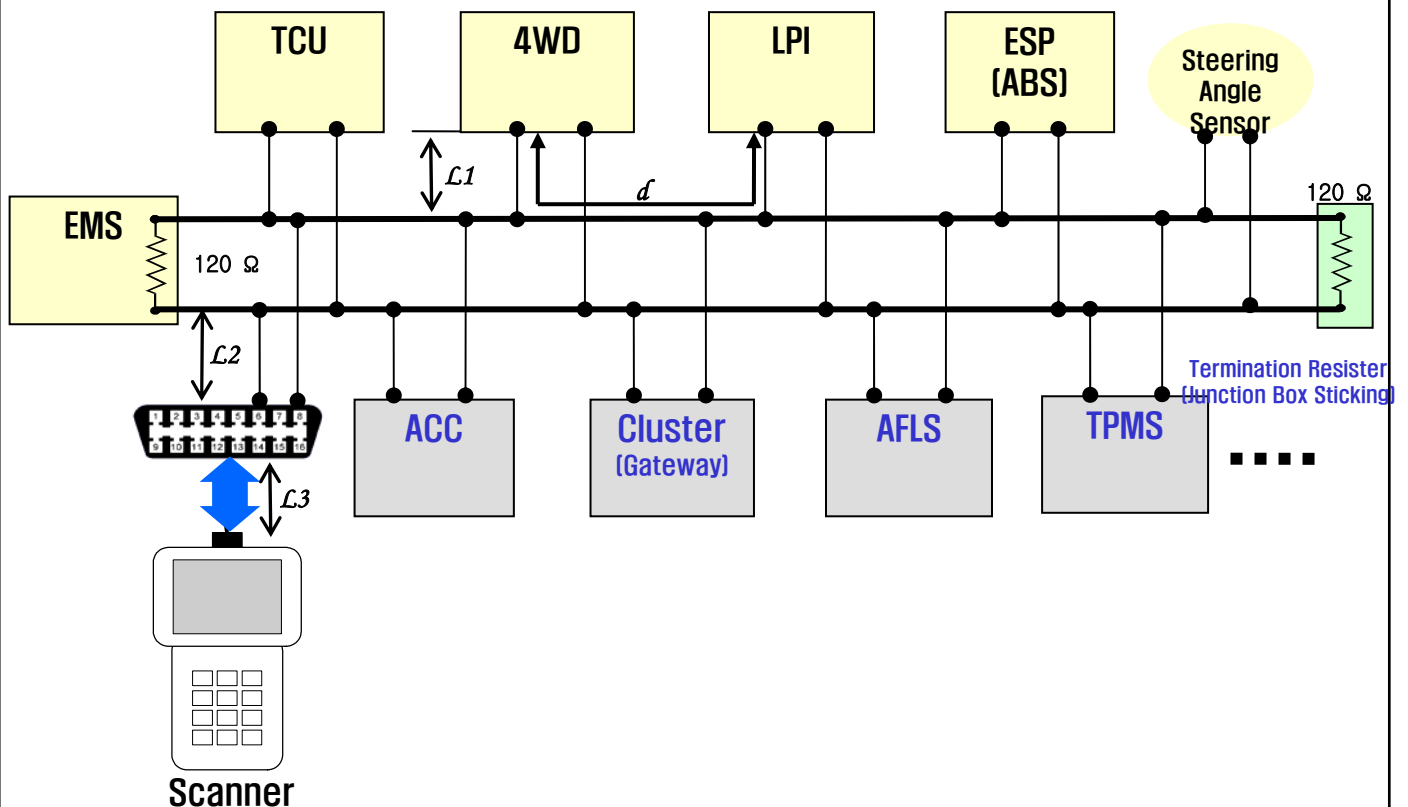 TCU
4WD
LPI
ESP
(ABS)
Steering
Angle
Sensor
L1
d
120 Ω
EMS
120 Ω
L2
Termination Resister
(Junction Box Sticking)
1 2 3 4 5 6 7 8
9 10 11 12 13 14 15 16
ACC
Cluster
(Gateway)
AFLS
TPMS
L3
Scanner